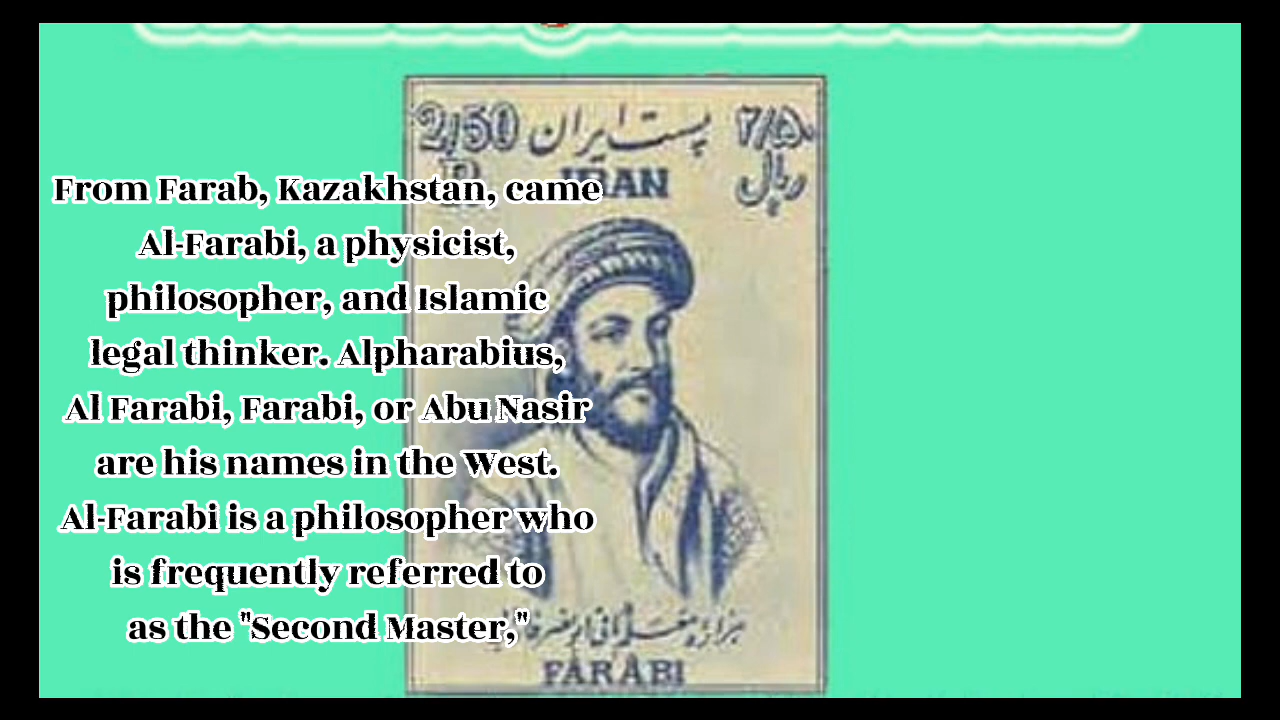 2/50 پست ایران ۲/۵۰
R IRAN ریال
From Farab, Kazakhstan, came
Al-Farabi, a physicist,
philosopher, and Islamic
legal thinker. Alpharabius,
Al Farabi, Farabi, or Abu Nasir
are his names in the West.
Al-Farabi is a philosopher who
is frequently referred to
as the "Second Master,"
FARABI